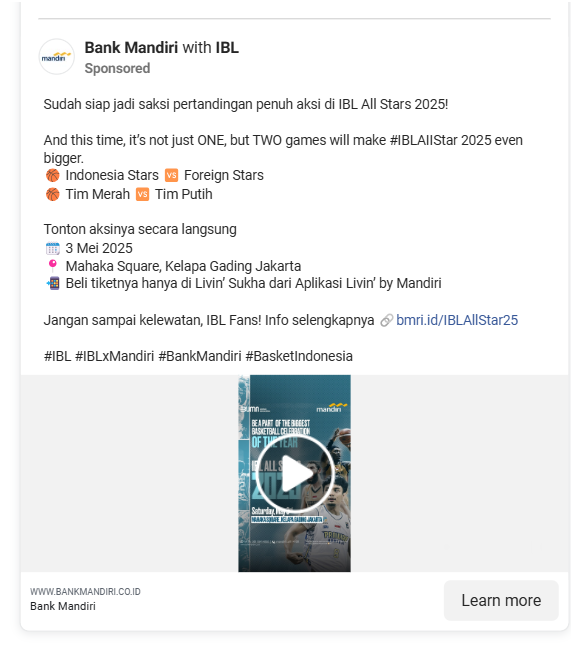 mandiri
Bank Mandiri with IBL
Sponsored
Sudah siap jadi saksi pertandingan penuh aksi di IBL All Stars 2025!
And this time, it's not just ONE, but TWO games will make #IBLAllStar 2025 even
bigger.
🏀 Indonesia Stars 🆚 Foreign Stars
🏀 Tim Merah 🆚 Tim Putih
Tonton aksinya secara langsung
📅 3 Mei 2025
📍 Mahaka Square, Kelapa Gading Jakarta
📲 Beli tiketnya hanya di Livin' Sukha dari Aplikasi Livin' by Mandiri
Jangan sampai kelewatan, IBL Fans! Info selengkapnya 🔗 bmri.id/IBLAllStar25
#IBL #IBLxMandiri #BankMandiri #BasketIndonesia
mandiri
BE A PART OF THE BIGGEST
BASKETBALL CELEBRATION
OF THE YEAR
IBL ALL
2025
Saturday,
MAHAKA SQUARE, KELAPA GADING JAKARTA
WWW.BANKMANDIRI.CO.ID
Bank Mandiri
Learn more